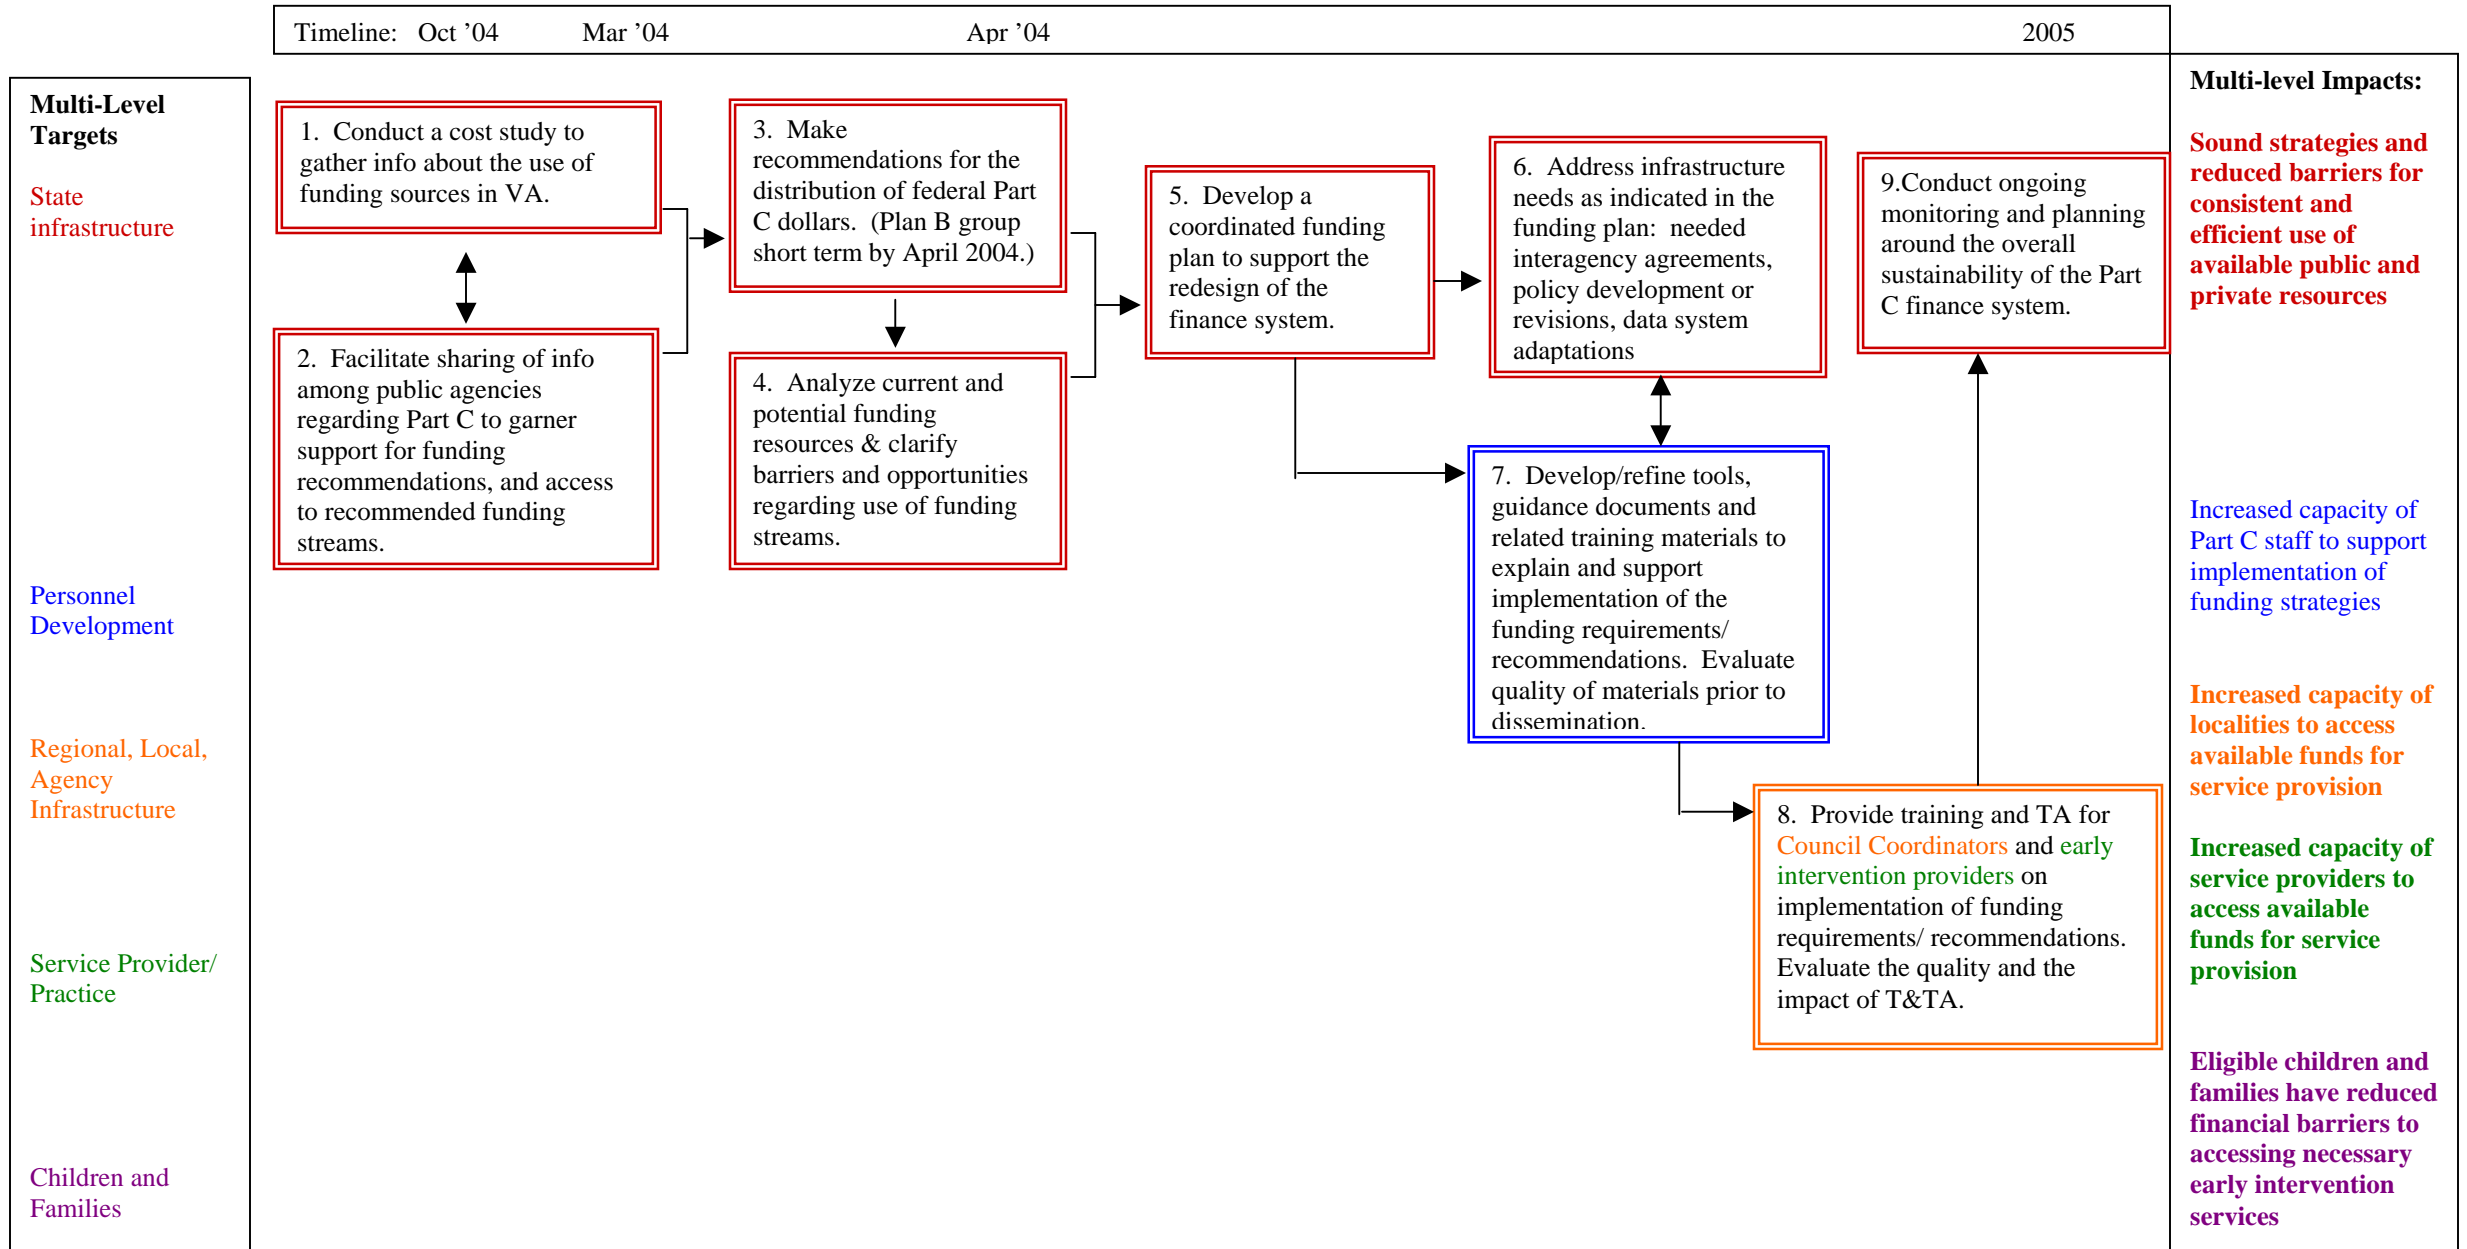 Timeline: Oct ’04 Mar ’04 Apr ’04 2005
Multi-Level
Targets
State
infrastructure
Personnel
Development
Regional, Local,
Agency
Infrastructure
Service Provider/
Practice
Children and
Families
1. Conduct a cost study to
gather info about the use of
funding sources in VA.
2. Facilitate sharing of info
among public agencies
regarding Part C to garner
support for funding
recommendations, and access
to recommended funding
streams.
3. Make
recommendations for the
distribution of federal Part
C dollars. (Plan B group
short term by April 2004.)
4. Analyze current and
potential funding
resources & clarify
barriers and opportunities
regarding use of funding
streams.
5. Develop a
coordinated funding
plan to support the
redesign of the
finance system.
6. Address infrastructure
needs as indicated in the
funding plan: needed
interagency agreements,
policy development or
revisions, data system
adaptations
7. Develop/refine tools,
guidance documents and
related training materials to
explain and support
implementation of the
funding requirements/
recommendations. Evaluate
quality of materials prior to
dissemination.
8. Provide training and TA for
Council Coordinators and early
intervention providers on
implementation of funding
requirements/ recommendations.
Evaluate the quality and the
impact of T&TA.
9.Conduct ongoing
monitoring and planning
around the overall
sustainability of the Part
C finance system.
Multi-level Impacts:
Sound strategies and
reduced barriers for
consistent and
efficient use of
available public and
private resources
Increased capacity of
Part C staff to support
implementation of
funding strategies
Increased capacity of
localities to access
available funds for
service provision
Increased capacity of
service providers to
access available
funds for service
provision
Eligible children and
families have reduced
financial barriers to
accessing necessary
early intervention
services